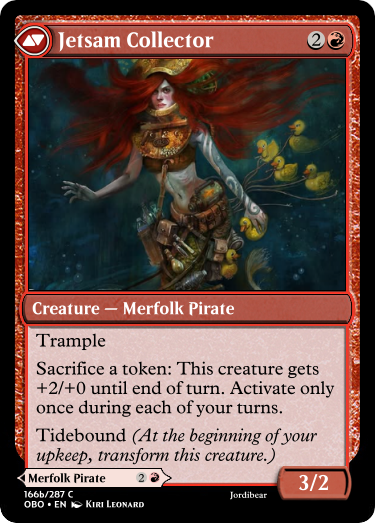 Jetsam Collector 2
Creature — Merfolk Pirate
Trample
Sacrifice a token: This creature gets
+2/+0 until end of turn. Activate only
once during each of your turns.
Tidebound (At the beginning of your
upkeep, transform this creature.)
Merfolk Pirate 2
3/2
166b/287 C
OBO • EN Kiri Leonard
Jordibear